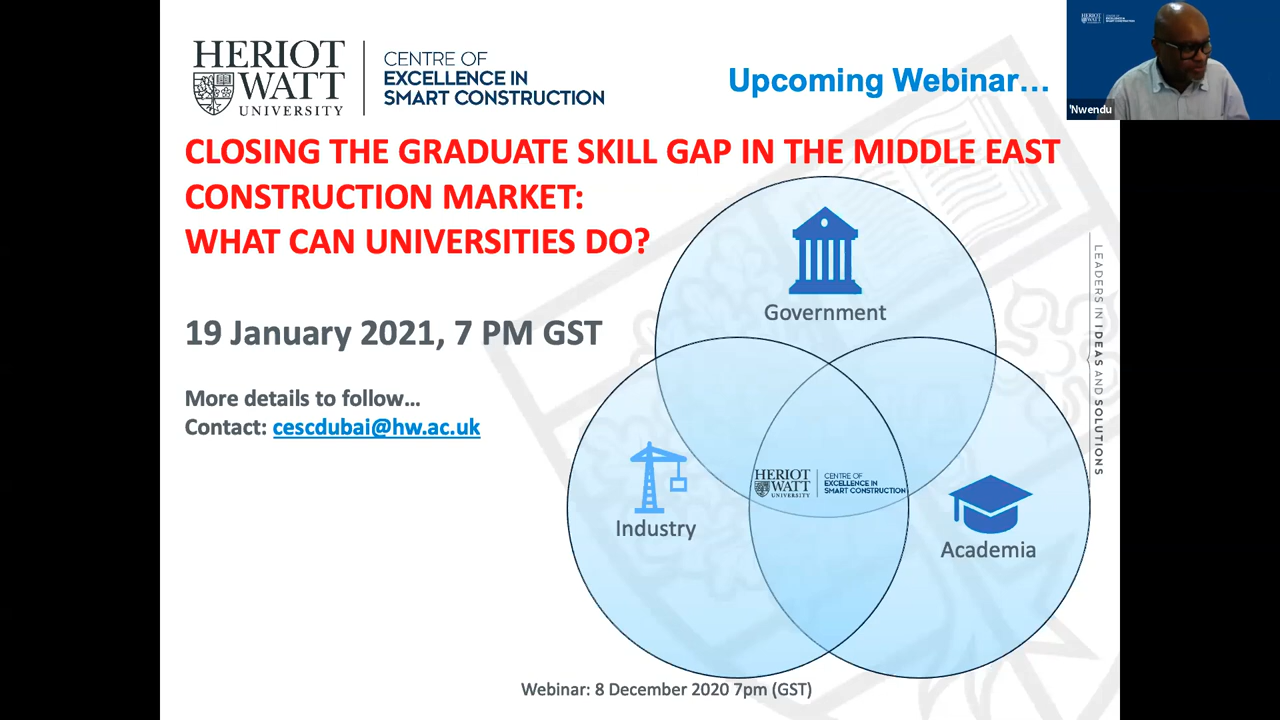 HERIOT
WATT
UNIVERSITY
CENTRE OF
EXCELLENCE IN
SMART CONSTRUCTION
Upcoming Webinar...
'Nwendu
CLOSING THE GRADUATE SKILL GAP IN THE MIDDLE EAST
CONSTRUCTION MARKET:
WHAT CAN UNIVERSITIES DO?
19 January 2021, 7 PM GST
More details to follow...
Contact: cescdubai@hw.ac.uk
Government
Industry
HERIOT
WATT
UNIVERSITY
CENTRE OF
EXCELLENCE IN
SMART CONSTRUCTION
Academia
LEADERS IN IDEAS AND SOLUTIONS
Webinar: 8 December 2020 7pm (GST)